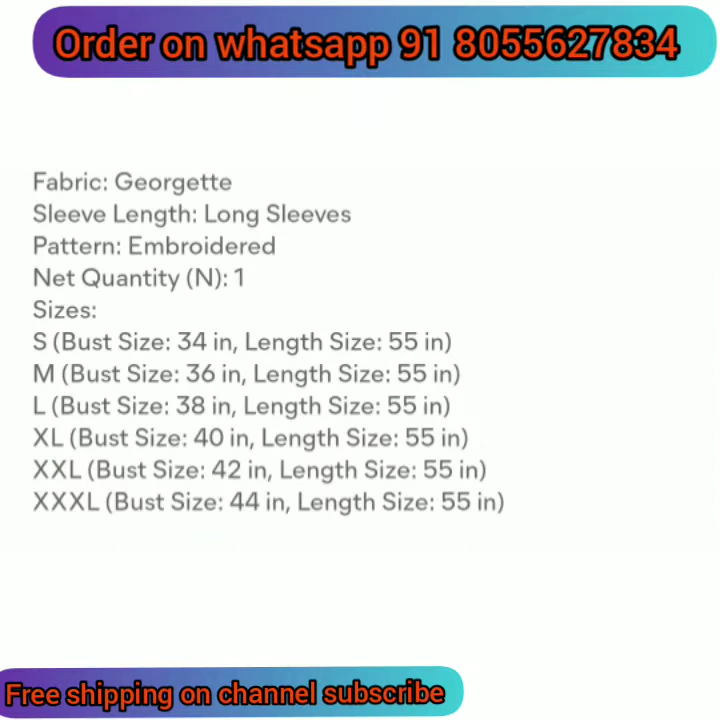 Order on whatsapp 91 8055627834
Fabric: Georgette
Sleeve Length: Long Sleeves
Pattern: Embroidered
Net Quantity (N): 1
Sizes:
S (Bust Size: 34 in, Length Size: 55 in)
M (Bust Size: 36 in, Length Size: 55 in)
L (Bust Size: 38 in, Length Size: 55 in)
XL (Bust Size: 40 in, Length Size: 55 in)
XXL (Bust Size: 42 in, Length Size: 55 in)
XXXL (Bust Size: 44 in, Length Size: 55 in)
Free shipping on channel subscribe